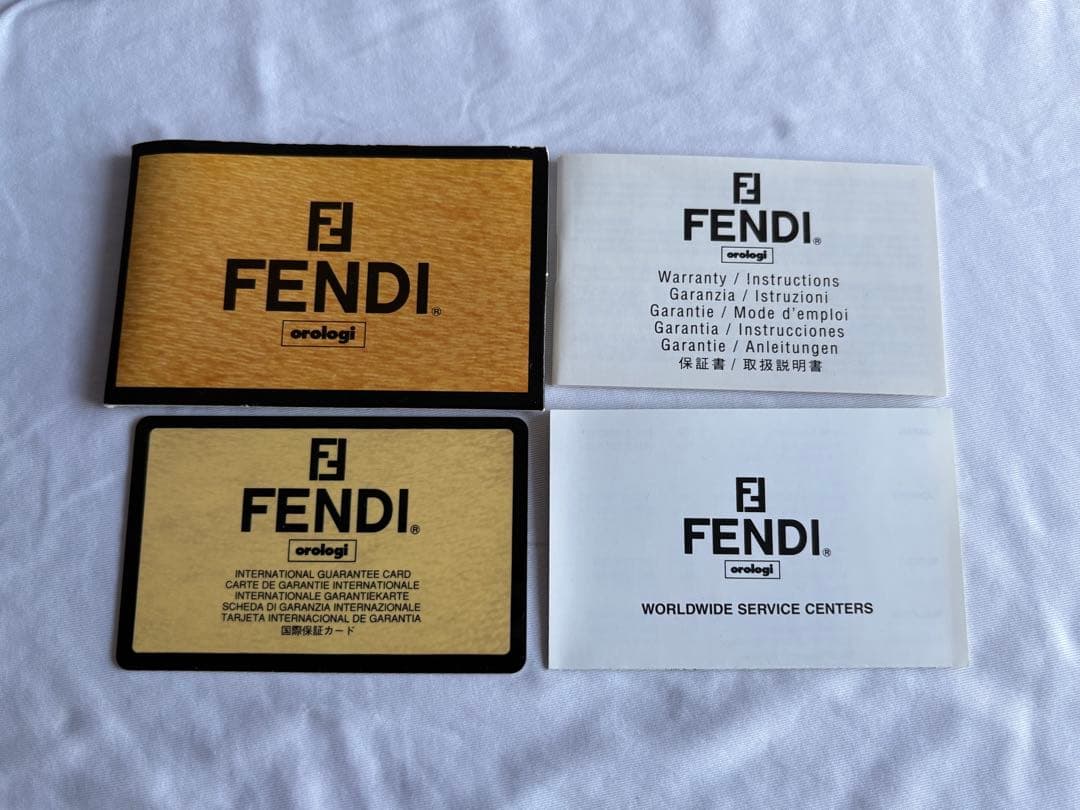 FENDI®
orologi
FENDI®
orologi
Warranty / Instructions
Garanzia / Istruzioni
Garantie / Mode d'emploi
Garantia / Instrucciones
Garantie / Anleitungen
保証書 / 取扱説明書
FENDI®
orologi
INTERNATIONAL GUARANTEE CARD
CARTE DE GARANTIE INTERNATIONALE
INTERNATIONALE GARANTIEKARTE
SCHEDA DI GARANZIA INTERNAZIONALE
TARJETA INTERNACIONAL DE GARANTIA
国際保証カード
FENDI®
orologi
WORLDWIDE SERVICE CENTERS